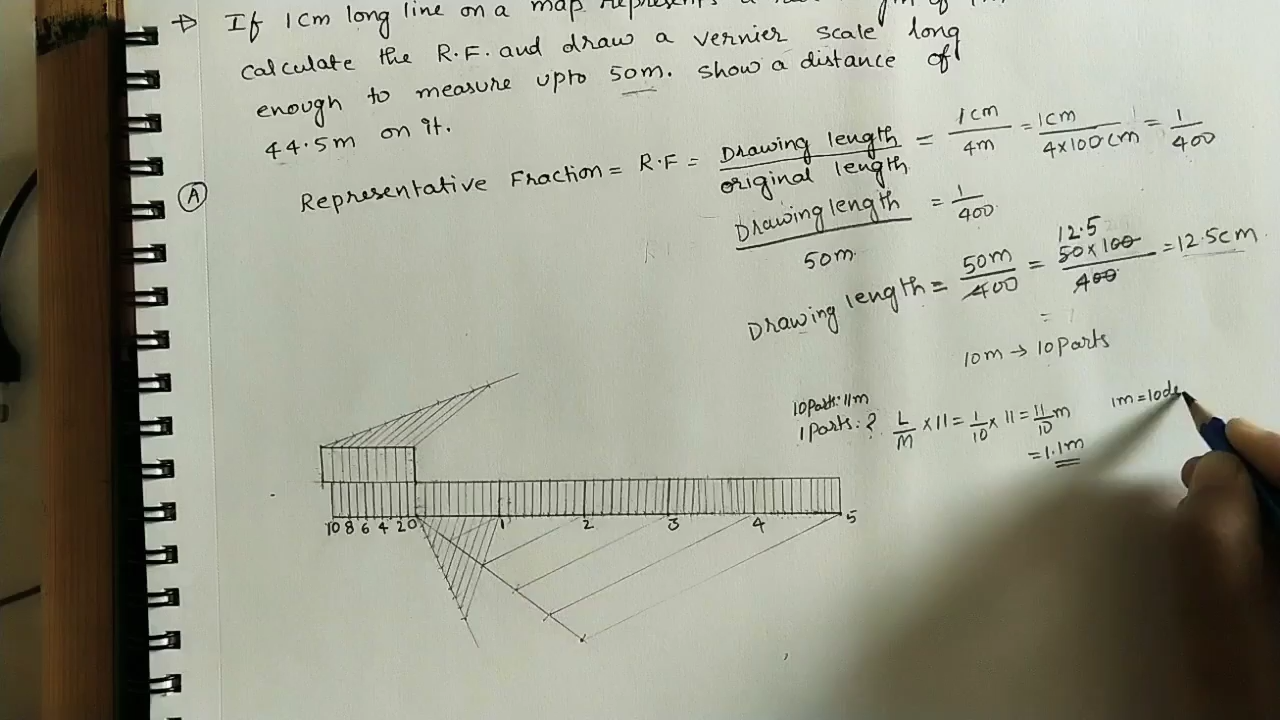 → If 1cm long line on a map represents a
calculate the R.F. and draw a vernier scale long
enough to measure upto 50m. show a distance of
44.5m on it.
A Representative Fraction = R.F = Drawing length / original length = 1cm / 4m = 1cm / 4x100cm = 1 / 400
Drawing length / 50m = 1 / 400
Drawing length = 50m / 400 = 50x100 / 400 = 12.5cm.
12.5
=
10m → 10Parts
10Parts: 11m
1Parts: ? L/M x 11 = 1/10 x 11 = 11/10 m
= 1.1m
1m = 10de
10 8 6 4 2 0 1 2 3 4 5